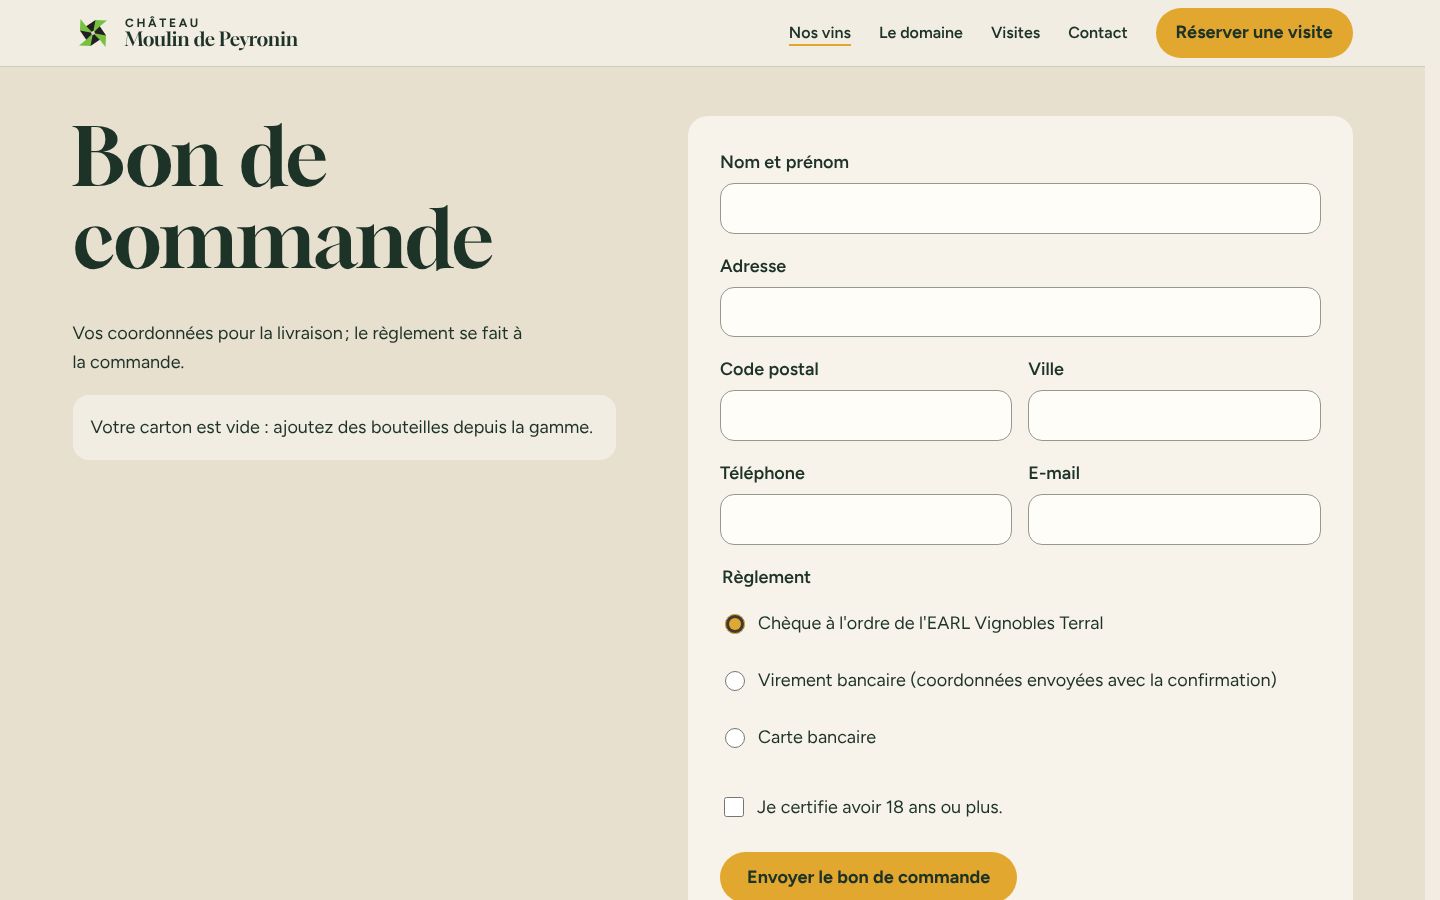 CHÂTEAU
Moulin de Peyronin
Nos vins
Le domaine
Visites
Contact
Réserver une visite
Bon de
commande
Vos coordonnées pour la livraison ; le règlement se fait à
la commande.
Votre carton est vide : ajoutez des bouteilles depuis la gamme.
Nom et prénom
Adresse
Code postal
Ville
Téléphone
E-mail
Règlement
Chèque à l'ordre de l'EARL Vignobles Terral
Virement bancaire (coordonnées envoyées avec la confirmation)
Carte bancaire
Je certifie avoir 18 ans ou plus.
Envoyer le bon de commande